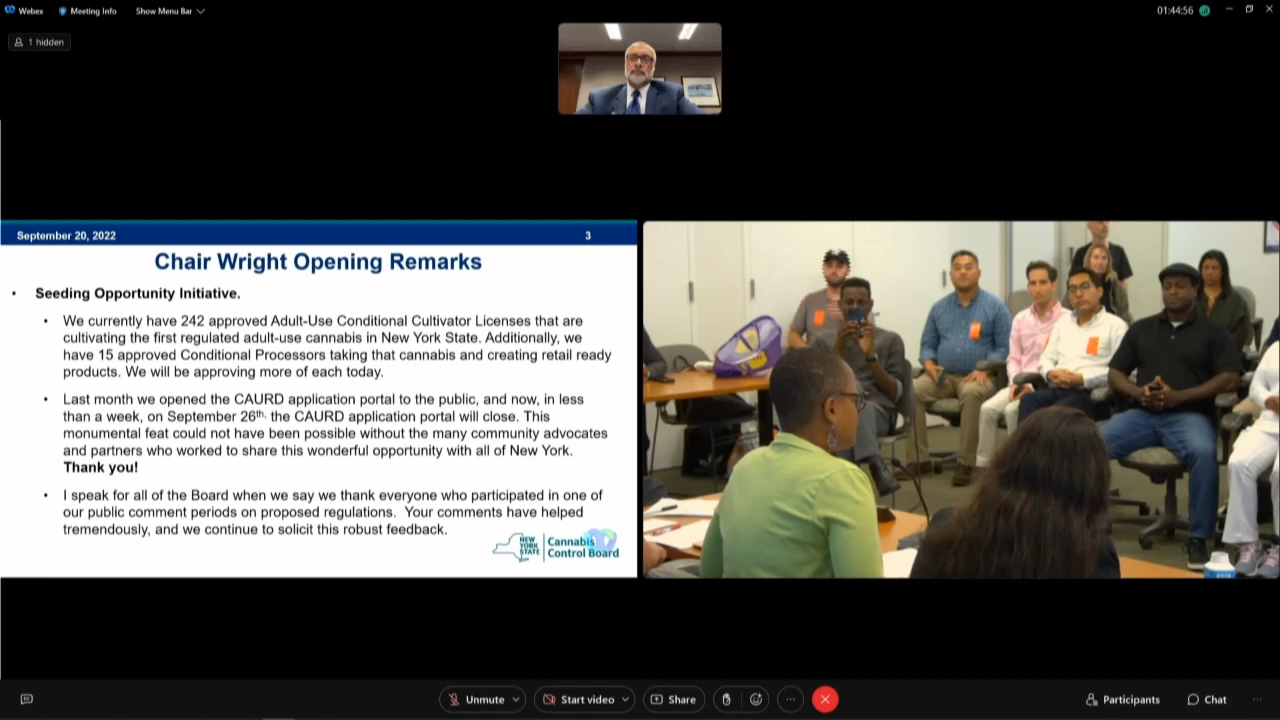 Webex
Meeting Info
Show Menu Bar
01:44:56
1 hidden
September 20, 2022
3
Chair Wright Opening Remarks
• Seeding Opportunity Initiative.
• We currently have 242 approved Adult-Use Conditional Cultivator Licenses that are
cultivating the first regulated adult-use cannabis in New York State. Additionally, we
have 15 approved Conditional Processors taking that cannabis and creating retail ready
products. We will be approving more of each today.
• Last month we opened the CAURD application portal to the public, and now, in less
than a week, on September 26th, the CAURD application portal will close. This
monumental feat could not have been possible without the many community advocates
and partners who worked to share this wonderful opportunity with all of New York.
Thank you!
• I speak for all of the Board when we say we thank everyone who participated in one of
our public comment periods on proposed regulations. Your comments have helped
tremendously, and we continue to solicit this robust feedback.
NEW
YORK
STATE
Cannabis
Control Board
Unmute
Start video
Share
Participants
Chat